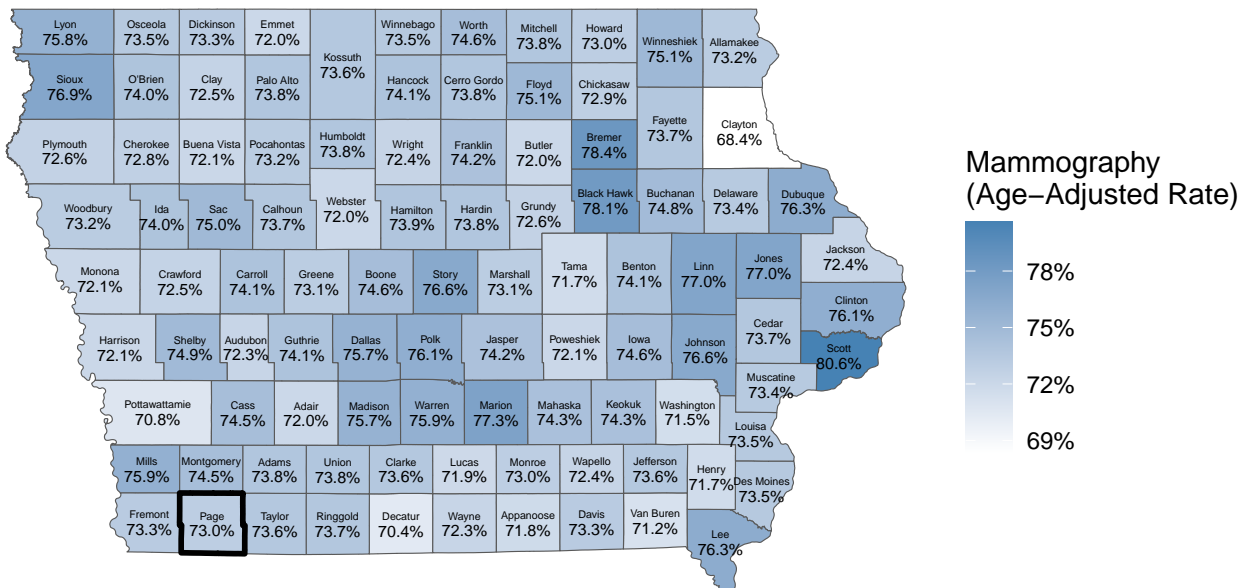 Lyon
75.8%
Osceola
73.5%
Dickinson
73.3%
Emmet
72.0%
Kossuth
73.6%
Winnebago
73.5%
Worth
74.6%
Mitchell
73.8%
Howard
73.0%
Winneshiek
75.1%
Allamakee
73.2%
Sioux
76.9%
O'Brien
74.0%
Clay
72.5%
Palo Alto
73.8%
Hancock
74.1%
Cerro Gordo
73.8%
Floyd
75.1%
Chickasaw
72.9%
Fayette
73.7%
Clayton
68.4%
Plymouth
72.6%
Cherokee
72.8%
Buena Vista
72.1%
Pocahontas
73.2%
Humboldt
73.8%
Wright
72.4%
Franklin
74.2%
Butler
72.0%
Bremer
78.4%
Mammography
(Age−Adjusted Rate)
Woodbury
73.2%
Ida
74.0%
Sac
75.0%
Calhoun
73.7%
Webster
72.0%
Hamilton
73.9%
Hardin
73.8%
Grundy
72.6%
Black Hawk
78.1%
Buchanan
74.8%
Delaware
73.4%
Dubuque
76.3%
Monona
72.1%
Crawford
72.5%
Carroll
74.1%
Greene
73.1%
Boone
74.6%
Story
76.6%
Marshall
73.1%
Tama
71.7%
Benton
74.1%
Linn
77.0%
Jones
77.0%
Jackson
72.4%
Clinton
76.1%
78%
75%
72%
69%
Harrison
72.1%
Shelby
74.9%
Audubon
72.3%
Guthrie
74.1%
Dallas
75.7%
Polk
76.1%
Jasper
74.2%
Poweshiek
72.1%
Iowa
74.6%
Johnson
76.6%
Cedar
73.7%
Scott
80.6%
Muscatine
73.4%
Pottawattamie
70.8%
Cass
74.5%
Adair
72.0%
Madison
75.7%
Warren
75.9%
Marion
77.3%
Mahaska
74.3%
Keokuk
74.3%
Washington
71.5%
Louisa
73.5%
Mills
75.9%
Montgomery
74.5%
Adams
73.8%
Union
73.8%
Clarke
73.6%
Lucas
71.9%
Monroe
73.0%
Wapello
72.4%
Jefferson
73.6%
Henry
71.7%
Des Moines
73.5%
Fremont
73.3%
Page
73.0%
Taylor
73.6%
Ringgold
73.7%
Decatur
70.4%
Wayne
72.3%
Appanoose
71.8%
Davis
73.3%
Van Buren
71.2%
Lee
76.3%